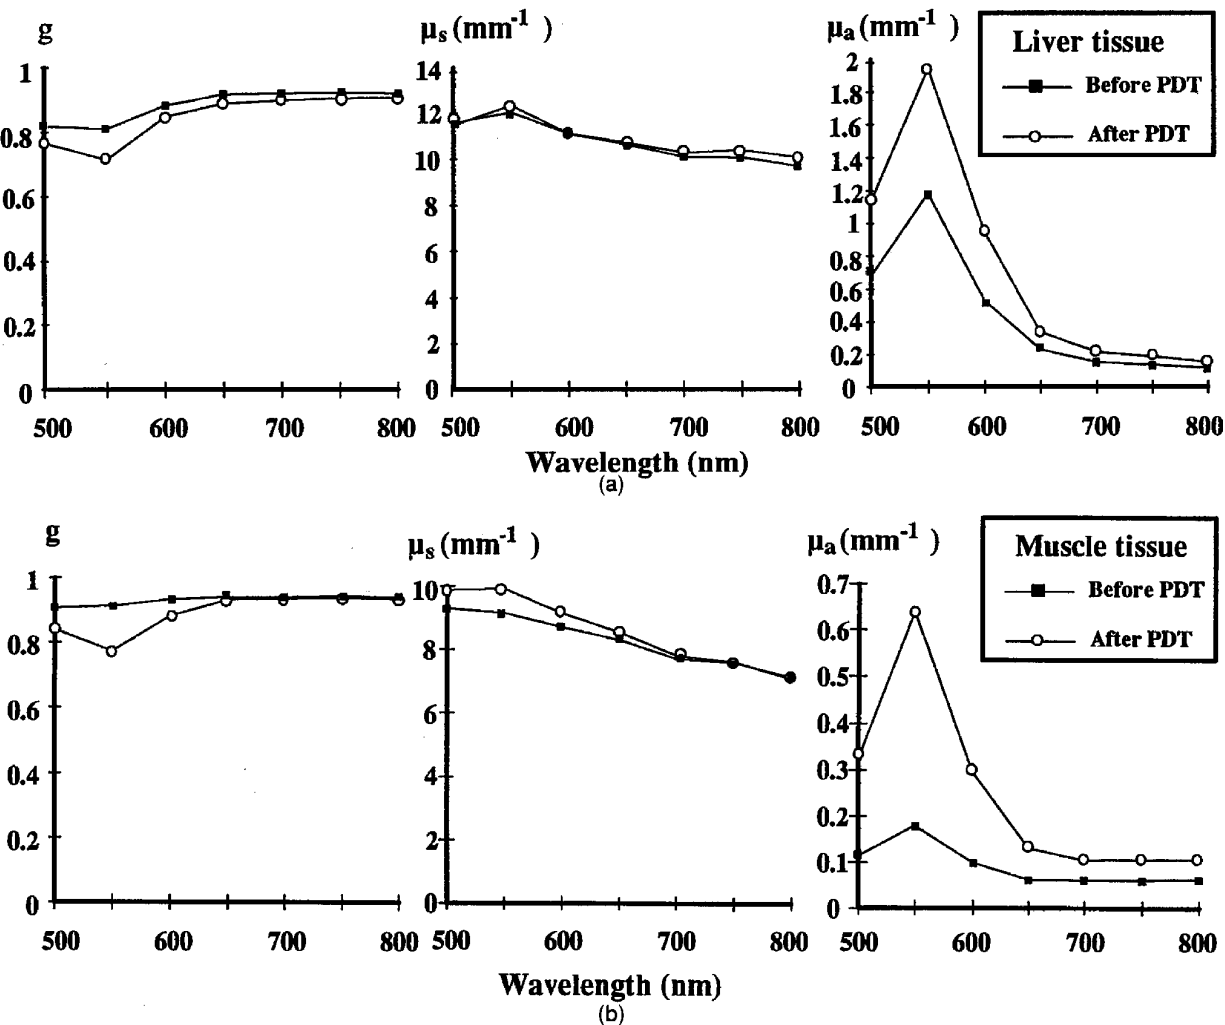 g
1
0.8
0.6
0.4
0.2
0
500 600 700 800
μs (mm-1 )
14
12
10
8
6
4
2
0
500 600 700 800
μa (mm-1 )
2
1.8
1.6
1.4
1.2
1
0.8
0.6
0.4
0.2
0
500 600 700 800
Liver tissue
Before PDT
After PDT
Wavelength (nm)
(a)
g
1
0.8
0.6
0.4
0.2
0
500 600 700 800
μs (mm-1 )
10
8
6
4
2
0
500 600 700 800
μa (mm-1 )
0.7
0.6
0.5
0.4
0.3
0.2
0.1
0
500 600 700 800
Muscle tissue
Before PDT
After PDT
Wavelength (nm)
(b)